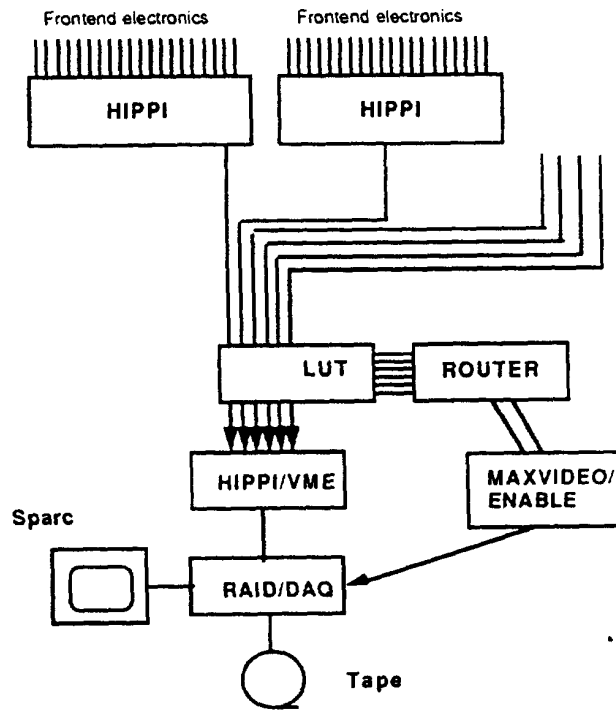 Frontend electronics
Frontend electronics
HIPPI
HIPPI
LUT
ROUTER
HIPPI/VME
MAXVIDEO/
ENABLE
Sparc
RAID/DAQ
Tape